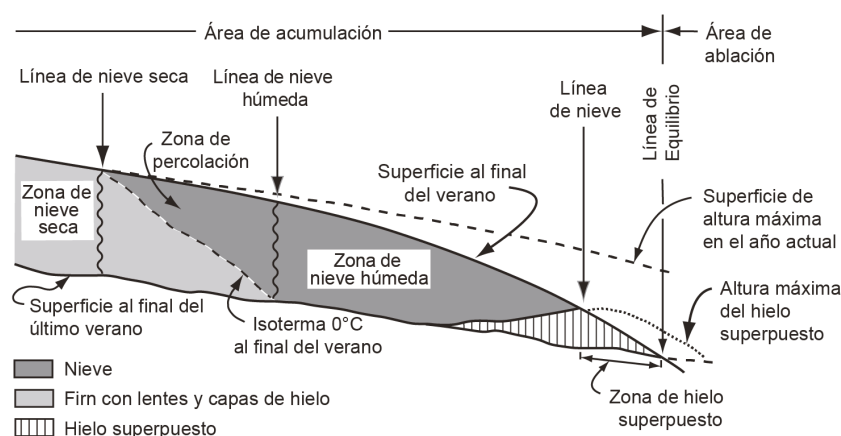 Área de acumulación
Área de
ablación
Línea de nieve seca
Línea de nieve
húmeda
Línea
de nieve
Línea de
Equilibrio
Zona de
percolación
Superficie al final
del verano
Zona de
nieve
seca
Superficie de
altura máxima
en el año actual
Zona de
nieve húmeda
Superficie al final del
último verano
Isoterma 0°C
al final del verano
Altura máxima
del hielo
superpuesto
Nieve
Firn con lentes y capas de hielo
Hielo superpuesto
Zona de hielo
superpuesto